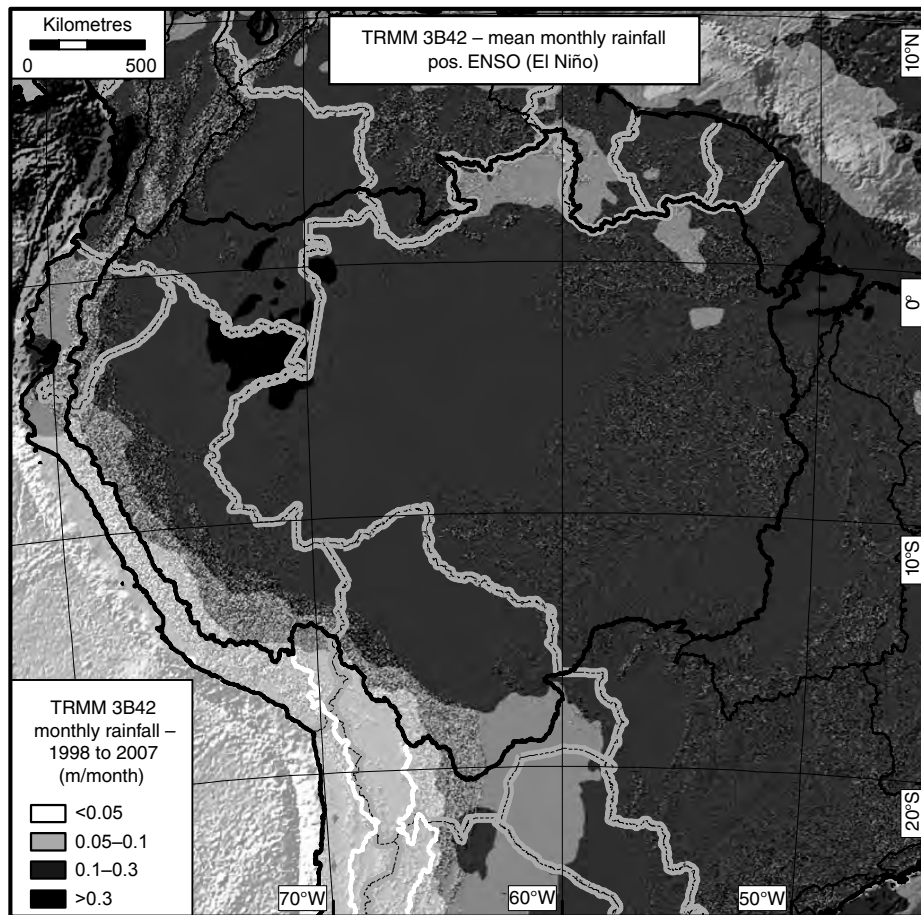 Kilometres
0 500
TRMM 3B42 – mean monthly rainfall
pos. ENSO (El Niño)
10°N
0°
10°S
20°S
TRMM 3B42
monthly rainfall –
1998 to 2007
(m/month)
<0.05
0.05–0.1
0.1–0.3
>0.3
70°W 60°W 50°W